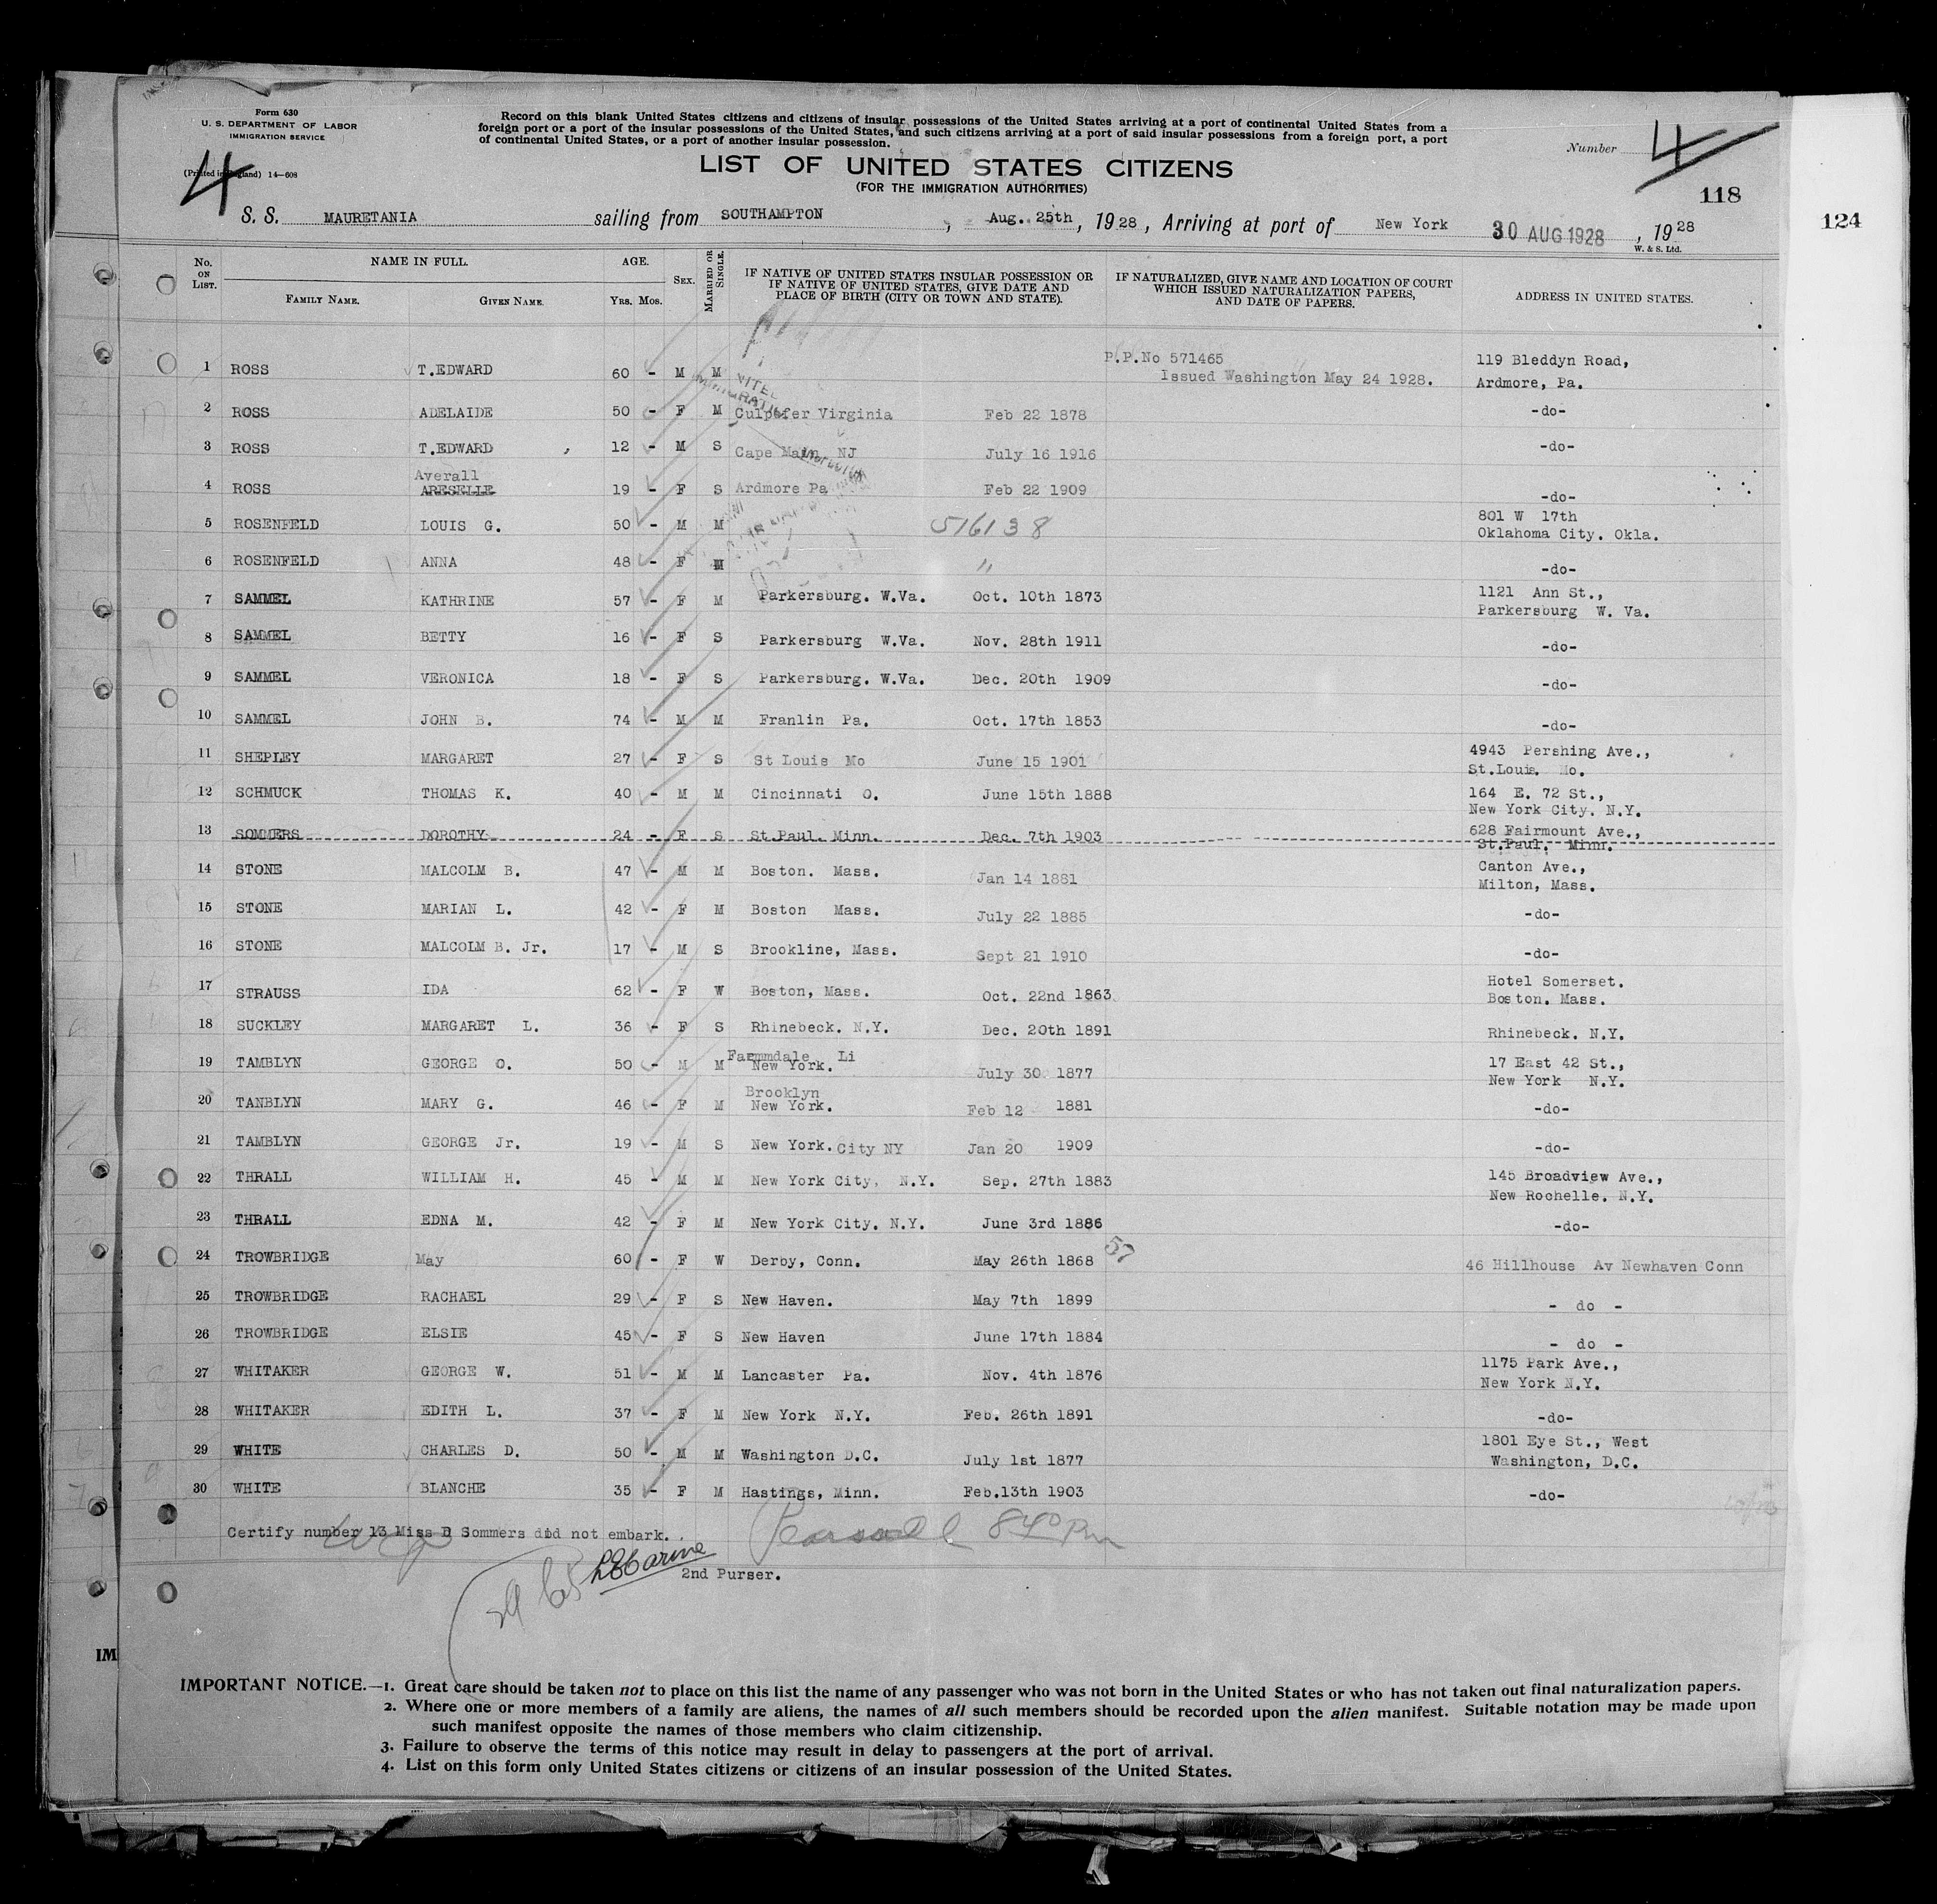 Form 630
U. S. DEPARTMENT OF LABOR
IMMIGRATION SERVICE
(Printed in England) 14—608
4
Record on this blank United States citizens and citizens of insular possessions of the United States arriving at a port of continental United States from a
foreign port or a port of the insular possessions of the United States, and such citizens arriving at a port of said insular possessions from a foreign port, a port
of continental United States, or a port of another insular possession.
Number 4
LIST OF UNITED STATES CITIZENS
(FOR THE IMMIGRATION AUTHORITIES)
118
124
S. S. MAURETANIA sailing from SOUTHAMPTON , Aug. 25th , 1928 , Arriving at port of New York 30 AUG 1928 , 1928
W. & S. Ltd.
No. ON LIST. NAME IN FULL. AGE. SEX. MARRIED OR SINGLE. IF NATIVE OF UNITED STATES INSULAR POSSESSION OR IF NATIVE OF UNITED STATES, GIVE DATE AND PLACE OF BIRTH (CITY OR TOWN AND STATE). IF NATURALIZED, GIVE NAME AND LOCATION OF COURT WHICH ISSUED NATURALIZATION PAPERS, AND DATE OF PAPERS. ADDRESS IN UNITED STATES.
FAMILY NAME. GIVEN NAME. Yrs. Mos.
1 ROSS T.EDWARD 60 - M M P.P.No 571465 Issued Washington May 24 1928. 119 Bleddyn Road, Ardmore, Pa.
2 ROSS ADELAIDE 50 - F M Culpefer Virginia Feb 22 1878 -do-
3 ROSS T.EDWARD , 12 - M S Cape Main NJ July 16 1916 -do-
Averall
4 ROSS ARESELLE 19 - F S Ardmore Pa Feb 22 1909 -do-
5 ROSENFELD LOUIS G. 50 - M M 516138 801 W 17th Oklahoma City. Okla.
6 ROSENFELD ANNA 48 - F M " -do-
7 SAMMEL KATHRINE 57 - F M Parkersburg. W.Va. Oct. 10th 1873 1121 Ann St., Parkersburg W. Va.
8 SAMMEL BETTY 16 - F S Parkersburg W.Va. Nov. 28th 1911 -do-
9 SAMMEL VERONICA 18 - F S Parkersburg. W.Va. Dec. 20th 1909 -do-
10 SAMMEL JOHN B. 74 - M M Franlin Pa. Oct. 17th 1853 -do-
11 SHEPLEY MARGARET 27 - F S St Louis Mo June 15 1901 4943 Pershing Ave., St.Louis. Mo.
12 SCHMUCK THOMAS K. 40 - M M Cincinnati O. June 15th 1888 164 E. 72 St., New York City. N.Y.
13 SOMMERS DOROTHY 24 - F S St.Paul. Minn. Dec. 7th 1903 628 Fairmount Ave., St.Paul. Minn.
14 STONE MALCOLM B. 47 - M M Boston. Mass. Jan 14 1881 Canton Ave., Milton, Mass.
15 STONE MARIAN L. 42 - F M Boston Mass. July 22 1885 -do-
16 STONE MALCOLM B. Jr. 17 - M S Brookline, Mass. Sept 21 1910 -do-
17 STRAUSS IDA 62 - F W Boston, Mass. Oct. 22nd 1863 Hotel Somerset. Boston. Mass.
18 SUCKLEY MARGARET L. 36 - F S Rhinebeck. N.Y. Dec. 20th 1891 Rhinebeck. N.Y.
19 TAMBLYN GEORGE O. 50 - M M Farmmdale Li New York. July 30 1877 17 East 42 St., New York N.Y.
20 TANBLYN MARY G. 46 - F M Brooklyn New York. Feb 12 1881 -do-
21 TAMBLYN GEORGE Jr. 19 - M S New York. City NY Jan 20 1909 -do-
22 THRALL WILLIAM H. 45 - M M New York City, N.Y. Sep. 27th 1883 145 Broadview Ave., New Rochelle. N.Y.
23 THRALL EDNA M. 42 - F M New York City. N.Y. June 3rd 1886 -do-
24 TROWBRIDGE May 60 - F W Derby, Conn. May 26th 1868 57 46 Hillhouse Av Newhaven Conn
25 TROWBRIDGE RACHAEL 29 - F S New Haven. May 7th 1899 - do -
26 TROWBRIDGE ELSIE 45 - F S New Haven June 17th 1884 - do -
27 WHITAKER GEORGE W. 51 - M M Lancaster Pa. Nov. 4th 1876 1175 Park Ave., New York N.Y.
28 WHITAKER EDITH L. 37 - F M New York N.Y. Feb. 26th 1891 -do-
29 WHITE CHARLES D. 50 - M M Washington D.C. July 1st 1877 1801 Eye St., West Washington, D.C.
30 WHITE BLANCHE 35 - F M Hastings, Minn. Feb.13th 1903 -do-
Certify number 13 Miss D Sommers did not embark.
840 Pm
2nd Purser.
IM
IMPORTANT NOTICE.—1. Great care should be taken not to place on this list the name of any passenger who was not born in the United States or who has not taken out final naturalization papers.
2. Where one or more members of a family are aliens, the names of all such members should be recorded upon the alien manifest. Suitable notation may be made upon
such manifest opposite the names of those members who claim citizenship.
3. Failure to observe the terms of this notice may result in delay to passengers at the port of arrival.
4. List on this form only United States citizens or citizens of an insular possession of the United States.